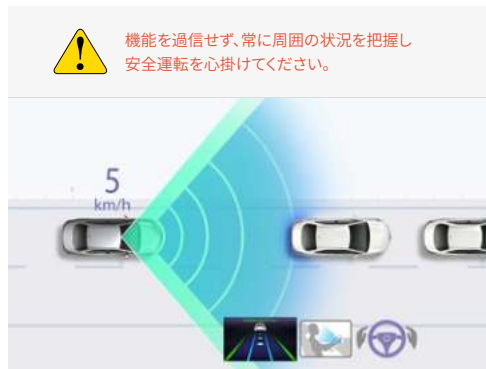 機能を過信せず、常に周囲の状況を把握し
安全運転を心掛けてください。
5
km/h